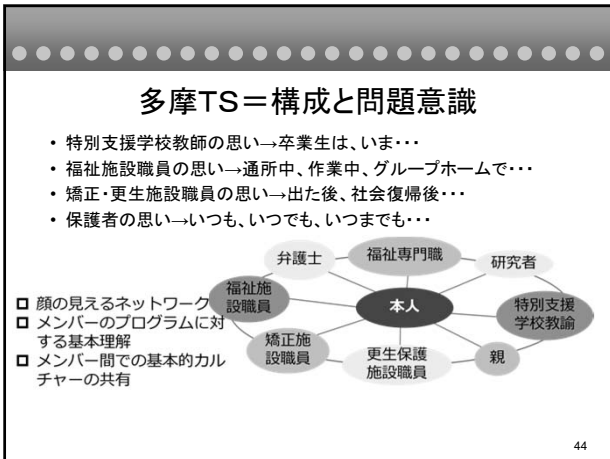 多摩TS＝構成と問題意識
• 特別支援学校教師の思い→卒業生は、いま・・・
• 福祉施設職員の思い→通所中、作業中、グループホームで・・・
• 矯正・更生施設職員の思い→出た後、社会復帰後・・・
• 保護者の思い→いつも、いつでも、いつまでも・・・
弁護士
福祉専門職
研究者
福祉施
設職員
本人
特別支援
学校教諭
矯正施
設職員
更生保護
施設職員
親
□ 顔の見えるネットワーク
□ メンバーのプログラムに対
する基本理解
□ メンバー間での基本的カル
チャーの共有
44